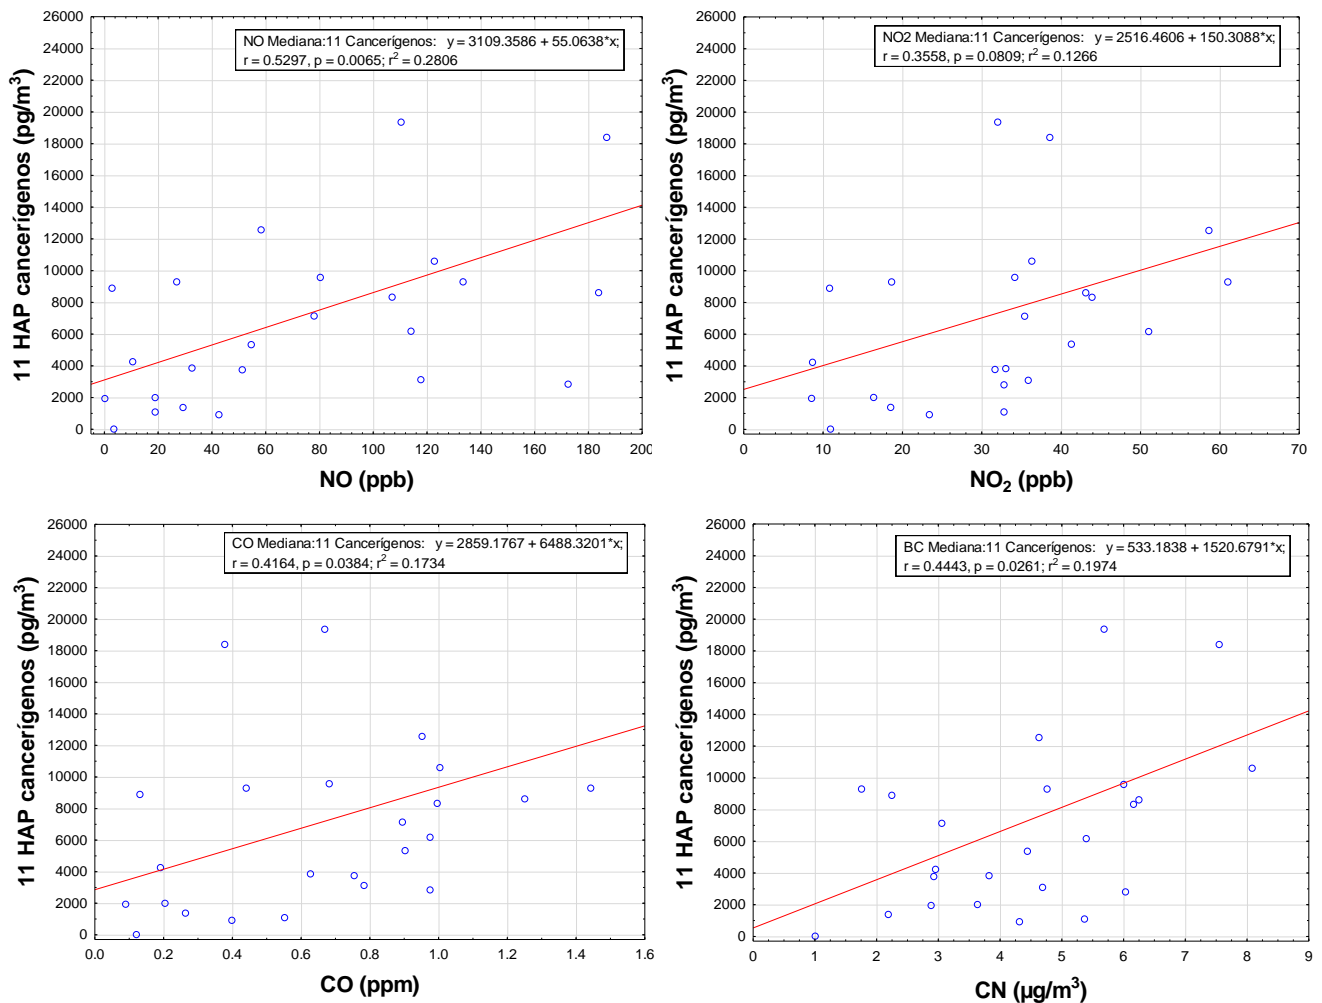 26000
24000
22000
20000
18000
16000
14000
12000
10000
8000
6000
4000
2000
0
11 HAP cancerígenos (pg/m³)
NO Mediana:11 Cancerígenos: y = 3109.3586 + 55.0638*x;
r = 0.5297, p = 0.0065; r² = 0.2806
0 20 40 60 80 100 120 140 160 180 200
NO (ppb)
26000
24000
22000
20000
18000
16000
14000
12000
10000
8000
6000
4000
2000
0
11 HAP cancerígenos (pg/m³)
NO2 Mediana:11 Cancerígenos: y = 2516.4606 + 150.3088*x;
r = 0.3558, p = 0.0809; r² = 0.1266
0 10 20 30 40 50 60 70
NO₂ (ppb)
26000
24000
22000
20000
18000
16000
14000
12000
10000
8000
6000
4000
2000
0
11 HAP cancerígenos (pg/m³)
CO Mediana:11 Cancerígenos: y = 2859.1767 + 6488.3201*x;
r = 0.4164, p = 0.0384; r² = 0.1734
0.0 0.2 0.4 0.6 0.8 1.0 1.2 1.4 1.6
CO (ppm)
26000
24000
22000
20000
18000
16000
14000
12000
10000
8000
6000
4000
2000
0
11 HAP cancerígenos (pg/m³)
BC Mediana:11 Cancerígenos: y = 533.1838 + 1520.6791*x;
r = 0.4443, p = 0.0261; r² = 0.1974
0 1 2 3 4 5 6 7 8 9
CN (µg/m³)